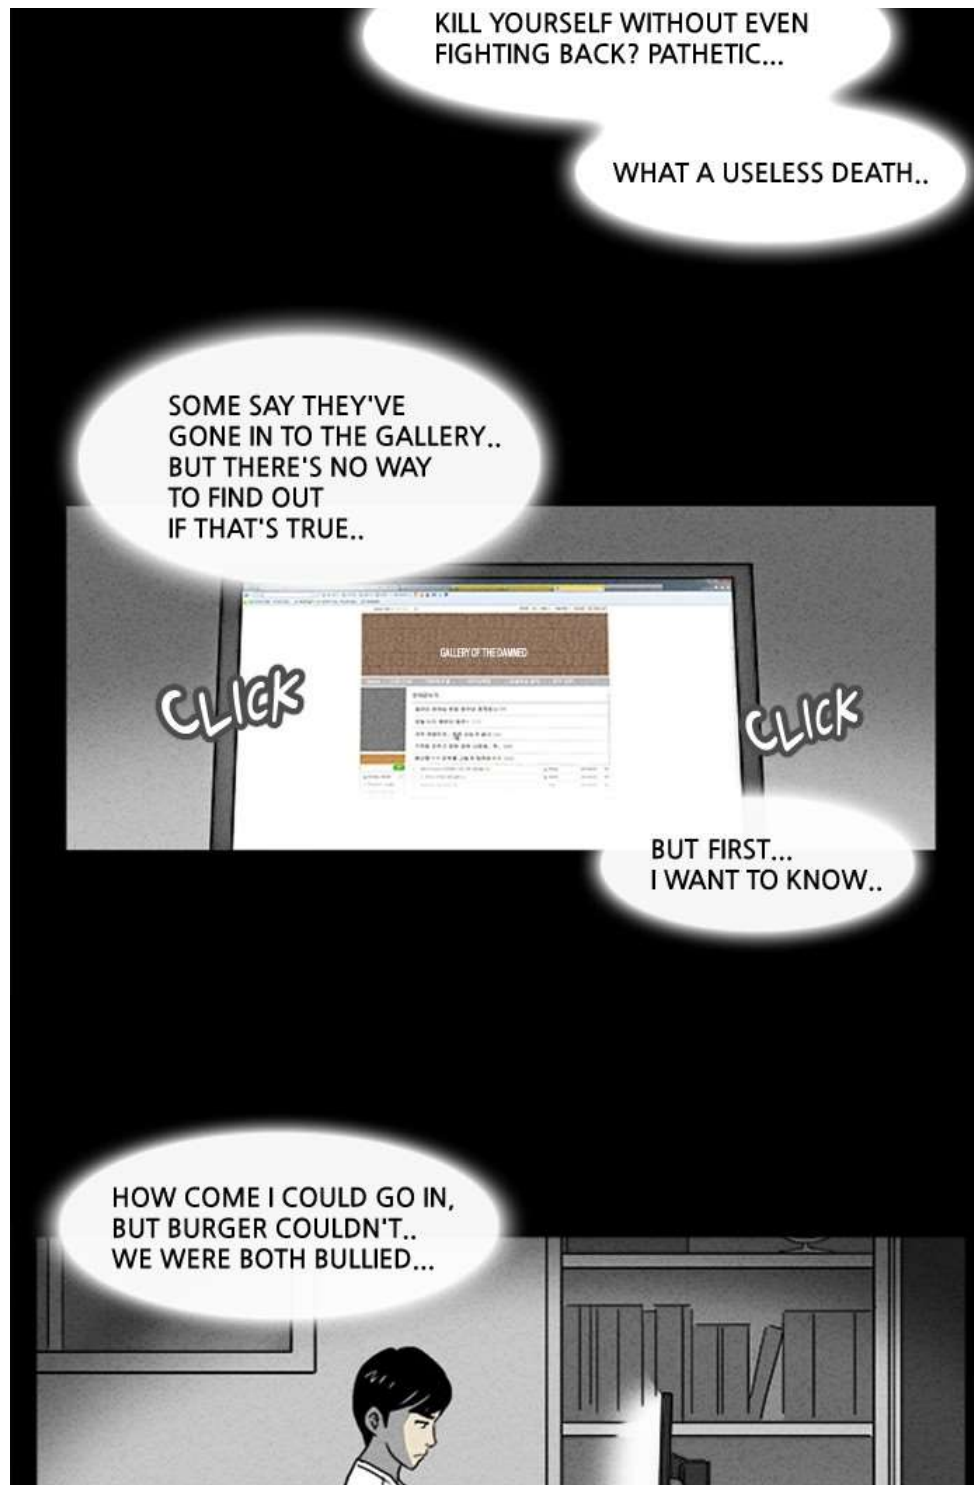 KILL YOURSELF WITHOUT EVEN
FIGHTING BACK? PATHETIC...
WHAT A USELESS DEATH..
SOME SAY THEY'VE
GONE IN TO THE GALLERY..
BUT THERE'S NO WAY
TO FIND OUT
IF THAT'S TRUE..
GALLERY OF THE DAMNED
CLICK
CLICK
BUT FIRST...
I WANT TO KNOW..
HOW COME I COULD GO IN,
BUT BURGER COULDN'T..
WE WERE BOTH BULLIED...